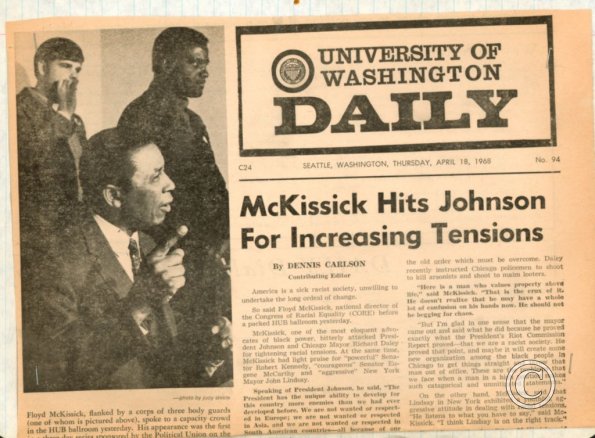 UNIVERSITY OF
WASHINGTON
DAILY
C24
SEATTLE, WASHINGTON, THURSDAY, APRIL 18, 1968
No. 94
McKissick Hits Johnson
For Increasing Tensions
—photo by judy shields
Floyd McKissick, flanked by a corps of three body guards
(one of whom is pictured above), spoke to a capacity crowd
in the HUB ballroom yesterday. His appearance was the first
series sponsored by the Political Union on the
By DENNIS CARLSON
Contributing Editor
America is a sick racist society, unwilling to
undertake the long ordeal of change.
So said Floyd McKissick, national director of
the Congress of Racial Equality (CORE) before
a packed HUB ballroom yesterday.
McKissick, one of the most eloquent advo-
cates of black power, bitterly attacked Presi-
dent Johnson and Chicago Mayor Richard Daley
for tightening racial tensions. At the same time,
McKissick had light praise for "powerful" Sena-
tor Robert Kennedy, "courageous" Senator Eu-
gene McCarthy and "aggressive" New York
Mayor John Lindsay.
Speaking of President Johnson, he said, "The
President has the unique ability to develop for
this country more enemies than we had ever
developed before. We are not wanted or respect-
ed in Europe, we are not wanted or respected in
Asia, and we are not wanted or respected in
South American countries—all because of one
the old order which must be overcome. Daley
recently instructed Chicago policemen to shoot
to kill arsonists and shoot to maim looters.
"Here is a man who values property above
life," said McKissick. "That is the crux of it.
He doesn't realize that he may have a whole
lot of confusion on his hands now. He should not
be begging for chaos.
"But I'm glad in one sense that the mayor
came out and said what he did because he proved
exactly what the President's Riot Commission
Report proved—that we are a racist society. He
proved that point, and maybe it will create some
new organization among the black people in
Chicago to get things straight
man out of office. These are
we face when a man in a hi
such categorical and unmiti statements."
On the other hand, McK
Lindsay in New York exhibit
gressive attitude in dealing with
"He listens to what you have to say," said Mc-
Kissick. "I think Lindsay is on the right track,"
C
C